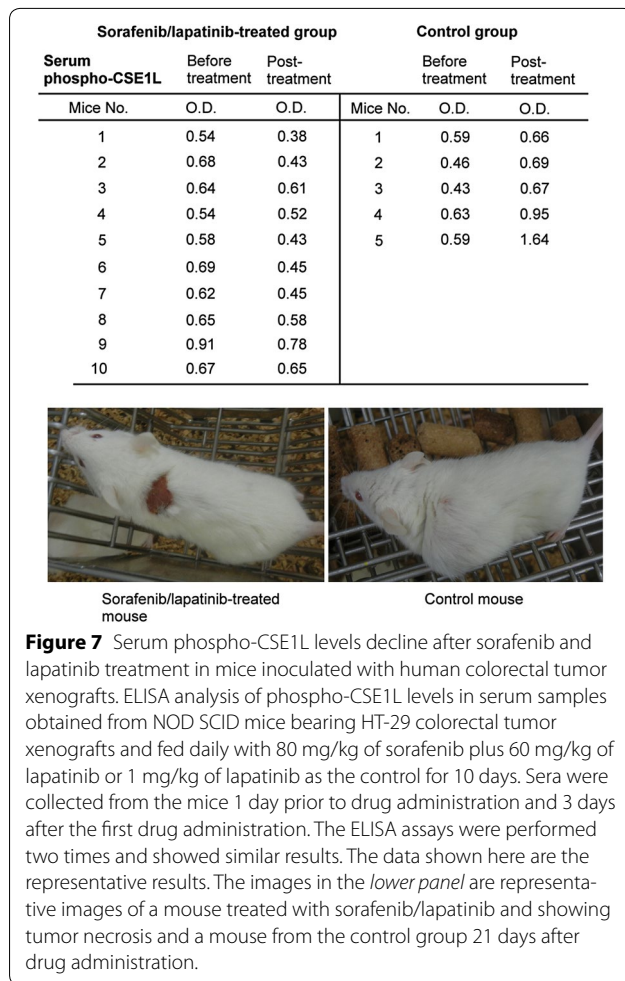 Sorafenib/lapatinib-treated group Control group
Serum phospho-CSE1L Before treatment Post-treatment Before treatment Post-treatment
Mice No. O.D. O.D. Mice No. O.D. O.D.
1 0.54 0.38 1 0.59 0.66
2 0.68 0.43 2 0.46 0.69
3 0.64 0.61 3 0.43 0.67
4 0.54 0.52 4 0.63 0.95
5 0.58 0.43 5 0.59 1.64
6 0.69 0.45
7 0.62 0.45
8 0.65 0.58
9 0.91 0.78
10 0.67 0.65
Sorafenib/lapatinib-treated mouse Control mouse
Figure 7 Serum phospho-CSE1L levels decline after sorafenib and
lapatinib treatment in mice inoculated with human colorectal tumor
xenografts. ELISA analysis of phospho-CSE1L levels in serum samples
obtained from NOD SCID mice bearing HT-29 colorectal tumor
xenografts and fed daily with 80 mg/kg of sorafenib plus 60 mg/kg of
lapatinib or 1 mg/kg of lapatinib as the control for 10 days. Sera were
collected from the mice 1 day prior to drug administration and 3 days
after the first drug administration. The ELISA assays were performed
two times and showed similar results. The data shown here are the
representative results. The images in the lower panel are representa-
tive images of a mouse treated with sorafenib/lapatinib and showing
tumor necrosis and a mouse from the control group 21 days after
drug administration.